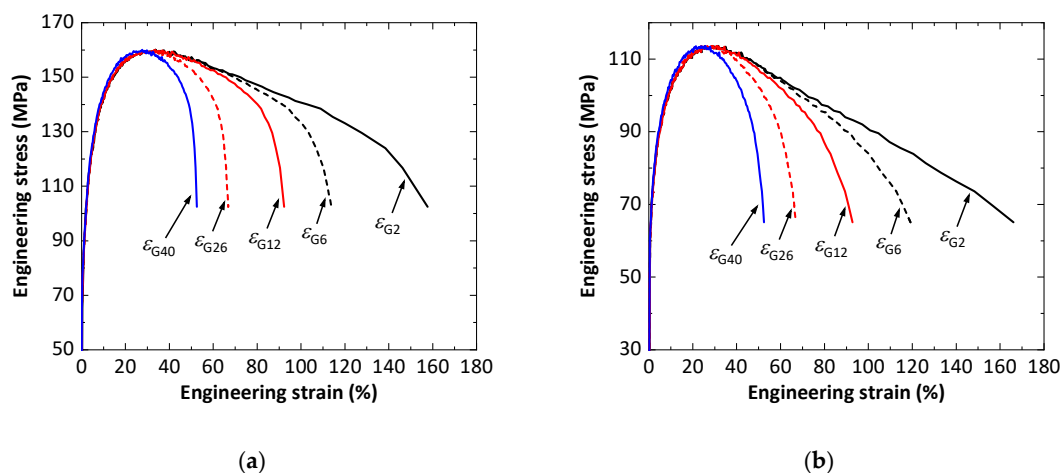 170
150
130
110
90
70
50
Engineering stress (MPa)
εG40
εG26
εG12
εG6
εG2
0 20 40 60 80 100 120 140 160 180
Engineering strain (%)
(a)
130
110
90
70
50
30
Engineering stress (MPa)
εG40
εG26
εG12
εG6
εG2
0 20 40 60 80 100 120 140 160 180
Engineering strain (%)
(b)